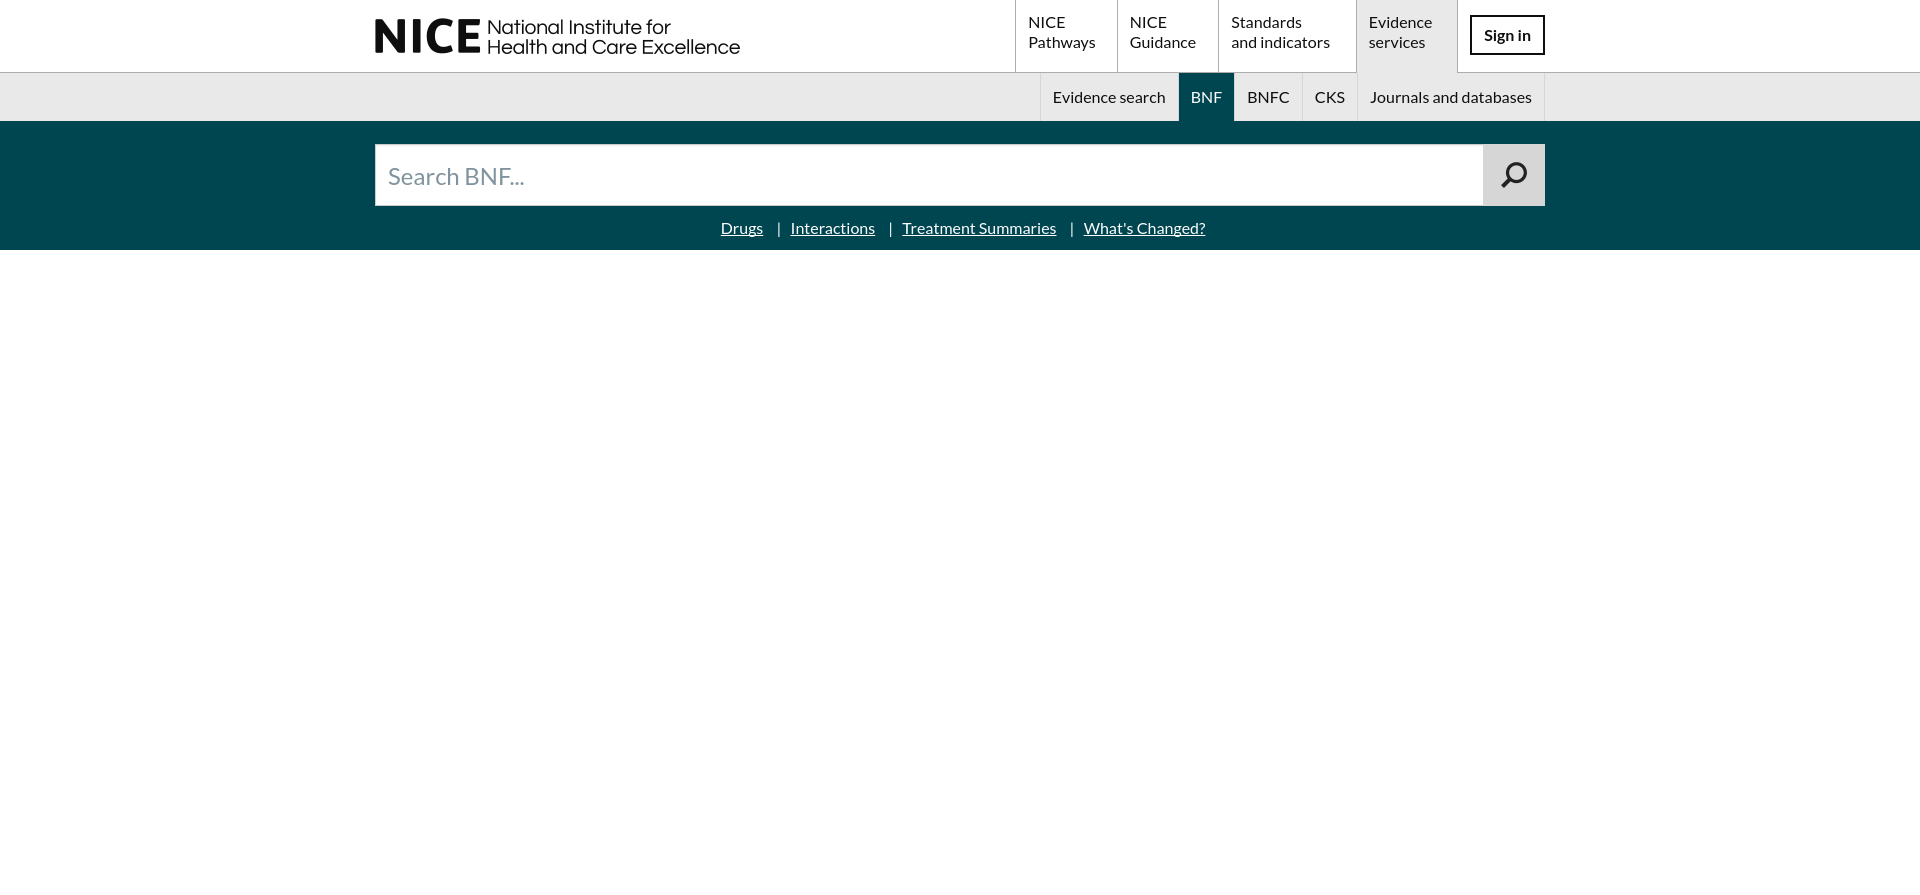 NICE National Institute for
Health and Care Excellence
NICE
Pathways
NICE
Guidance
Standards
and indicators
Evidence
services
Sign in
Evidence search
BNF
BNFC
CKS
Journals and databases
Search BNF...
Drugs | Interactions | Treatment Summaries | What's Changed?